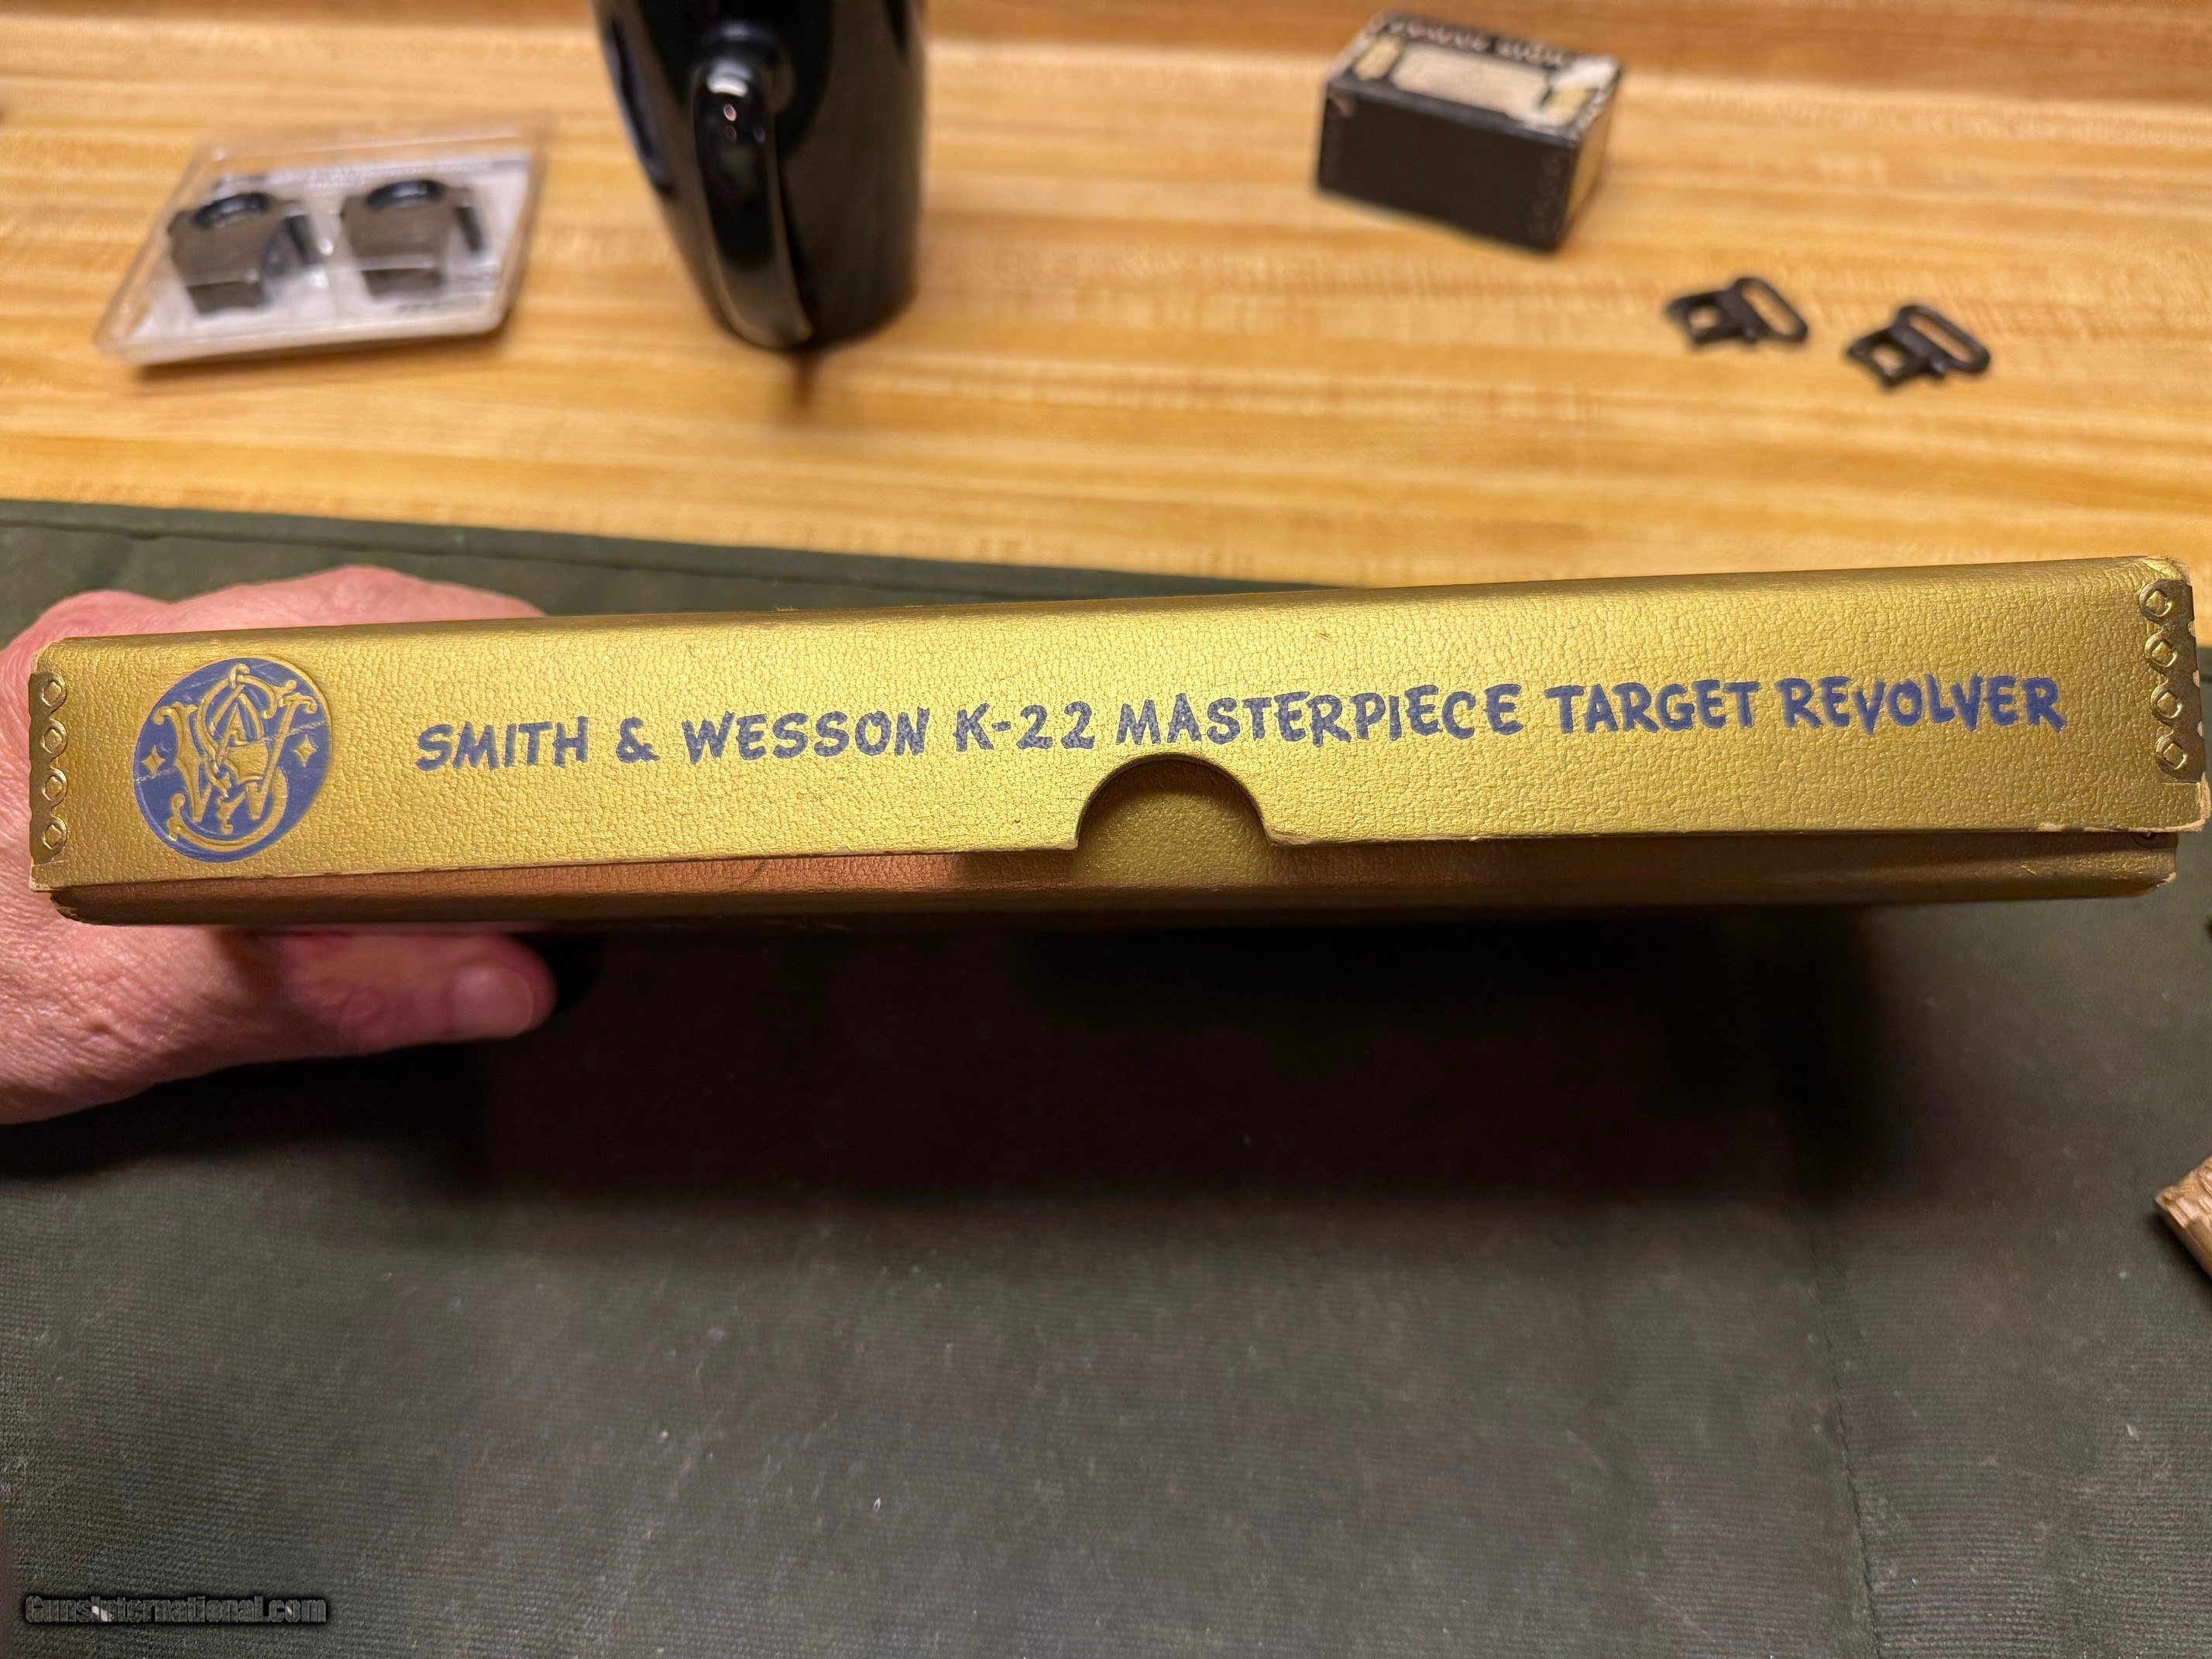 SMITH & WESSON K-22 MASTERPIECE TARGET REVOLVER
GunsInternational.com